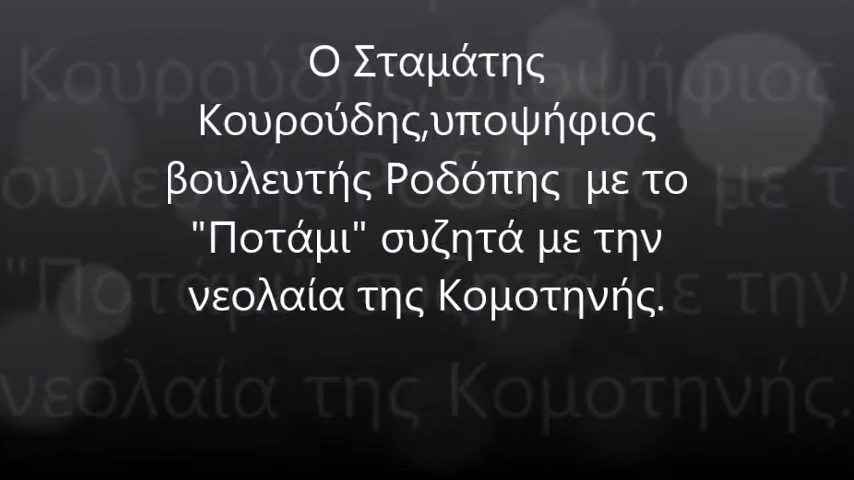 Ο Σταμάτης
Κουρούδης,υποψήφιος
βουλευτής Ροδόπης  με το
"Ποτάμι" συζητά με την
νεολαία της Κομοτηνής.